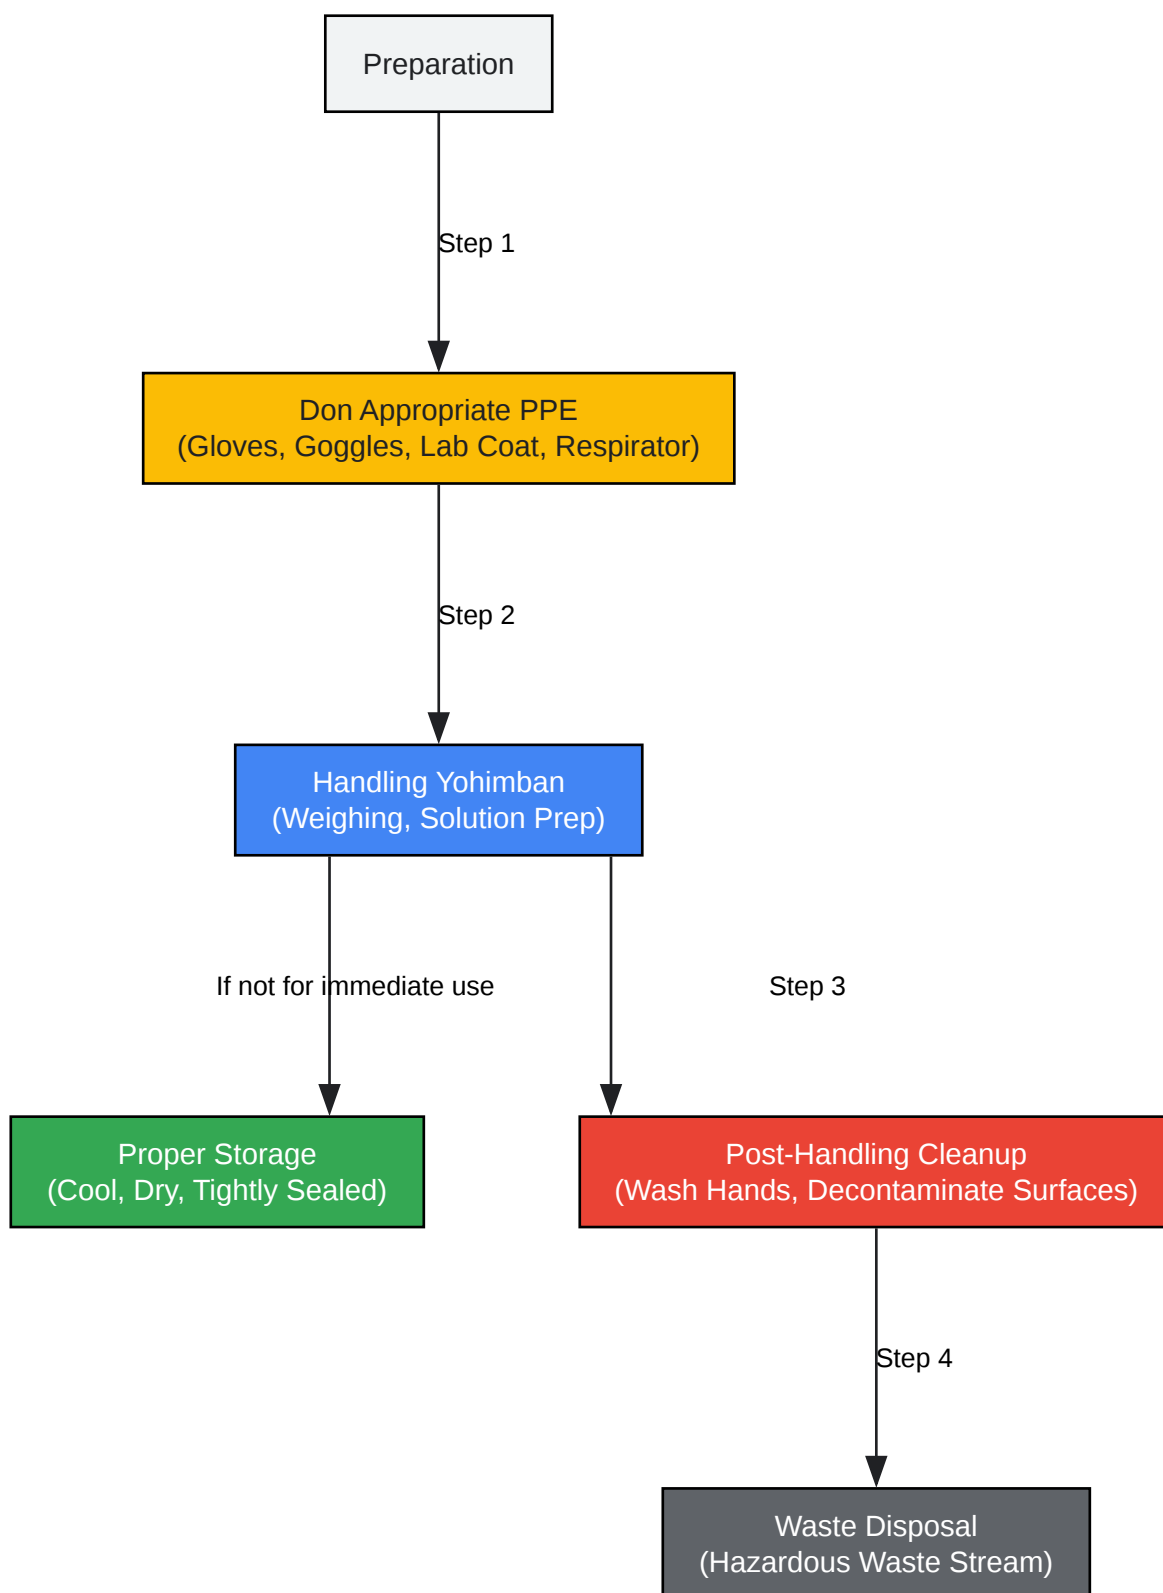 Preparation
Step 1
Don Appropriate PPE
(Gloves, Goggles, Lab Coat, Respirator)
Step 2
Handling Yohimban
(Weighing, Solution Prep)
If not for immediate use
Step 3
Proper Storage
(Cool, Dry, Tightly Sealed)
Post-Handling Cleanup
(Wash Hands, Decontaminate Surfaces)
Step 4
Waste Disposal
(Hazardous Waste Stream)